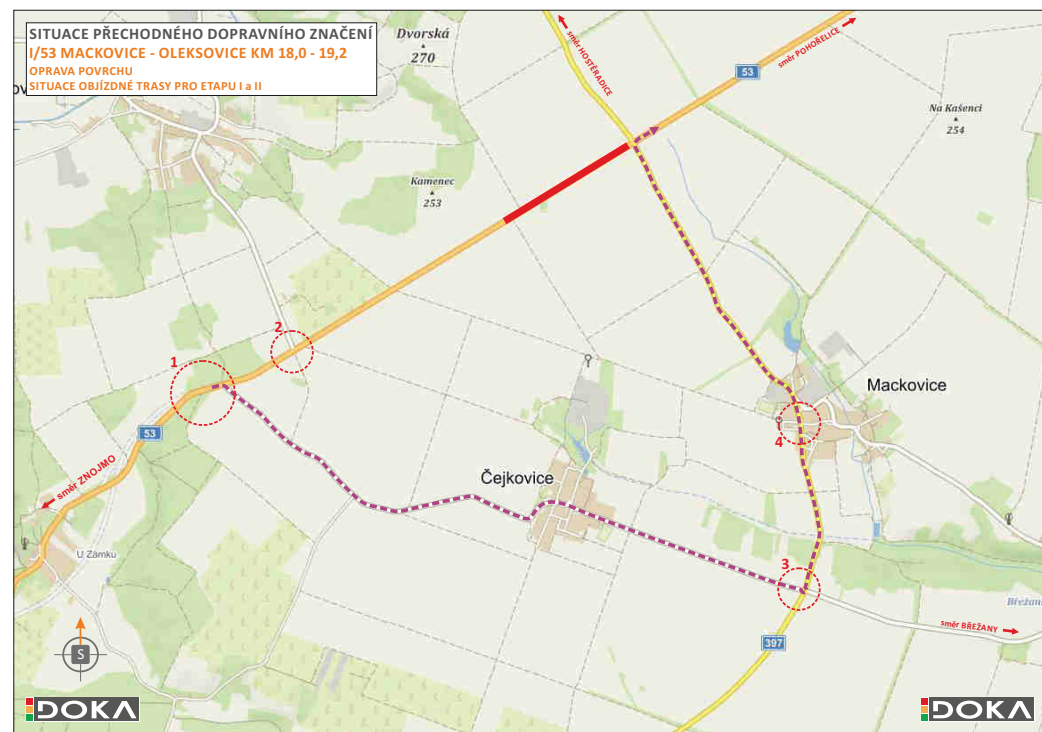 SITUACE PŘECHODNÉHO DOPRAVNÍHO ZNAČENÍ
I/53 MACKOVICE - OLEKSOVICE KM 18,0 - 19,2
OPRAVA POVRCHU
SITUACE OBJÍZDNÉ TRASY PRO ETAPU I a II
Dvorská
270
směr HOSTĚRADICE
směr POHOŘELICE
53
Na Kašenci
254
Kamenec
253
2
1
Mackovice
53
4
Čejkovice
směr ZNOJMO
U Zámku
3
Břežan
směr BŘEŽANY
397
S
DOKA
DOKA